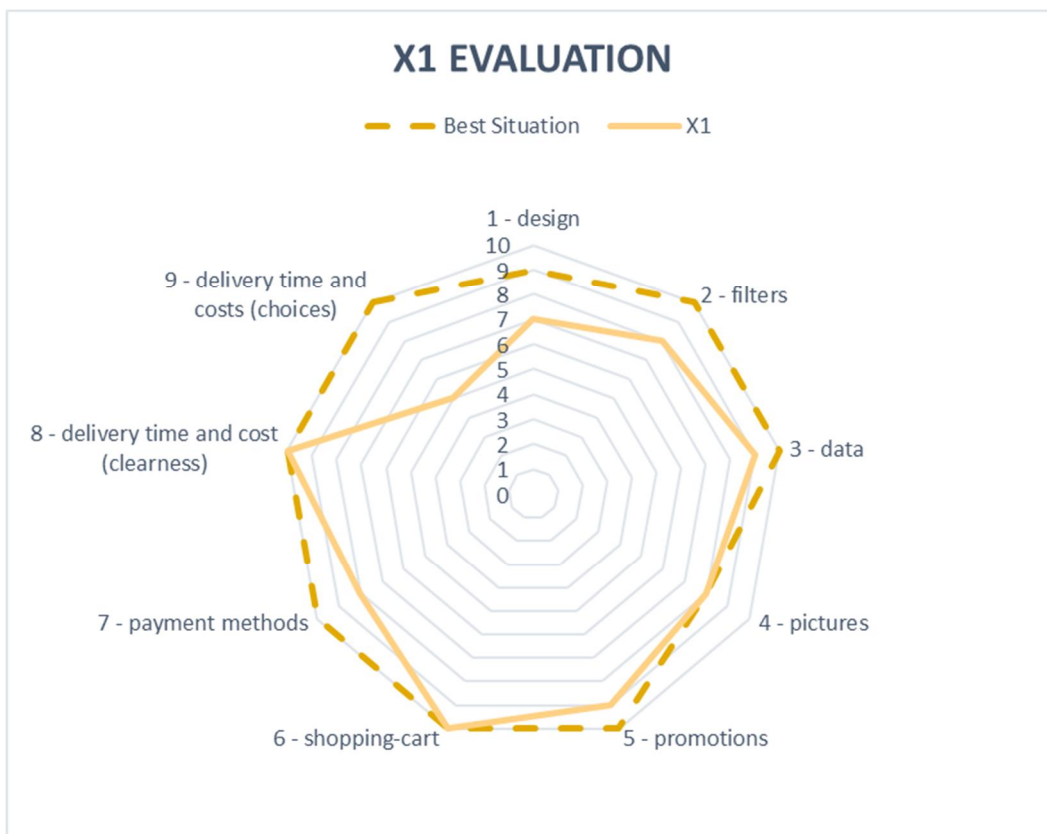 X1 EVALUATION
Best Situation
X1
1 - design
10
9
8
7
6
5
4
3
2
1
0
2 - filters
3 - data
4 - pictures
5 - promotions
6 - shopping-cart
7 - payment methods
8 - delivery time and cost
(clearness)
9 - delivery time and
costs (choices)